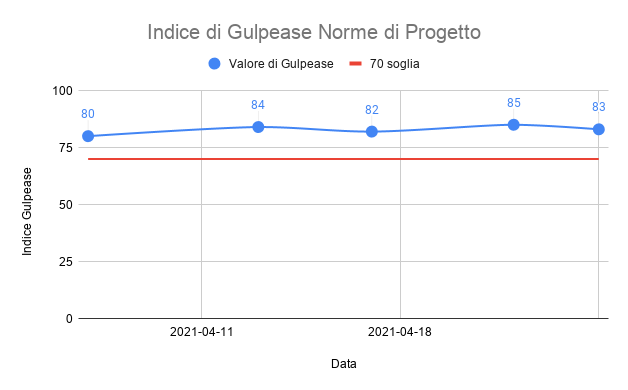 Indice di Gulpease Norme di Progetto
Valore di Gulpease 70 soglia
100
80 84 82 85 83
75
50
25
0
Indice Gulpease
2021-04-11 2021-04-18
Data